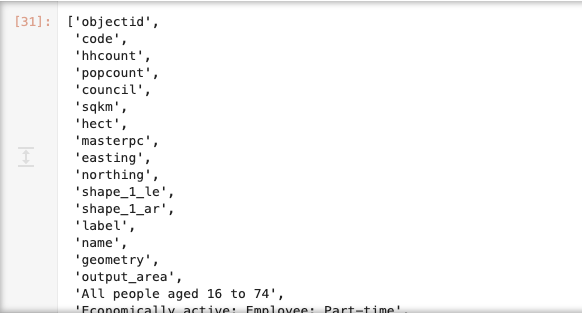 [31]: ['objectid',
'code',
'hhcount',
'popcount',
'council',
'sqkm',
'hect',
'masterpc',
'easting',
'northing',
'shape_1_le',
'shape_1_ar',
'label',
'name',
'geometry',
'output_area',
'All people aged 16 to 74',
'Economically active: Employee: Part-time',